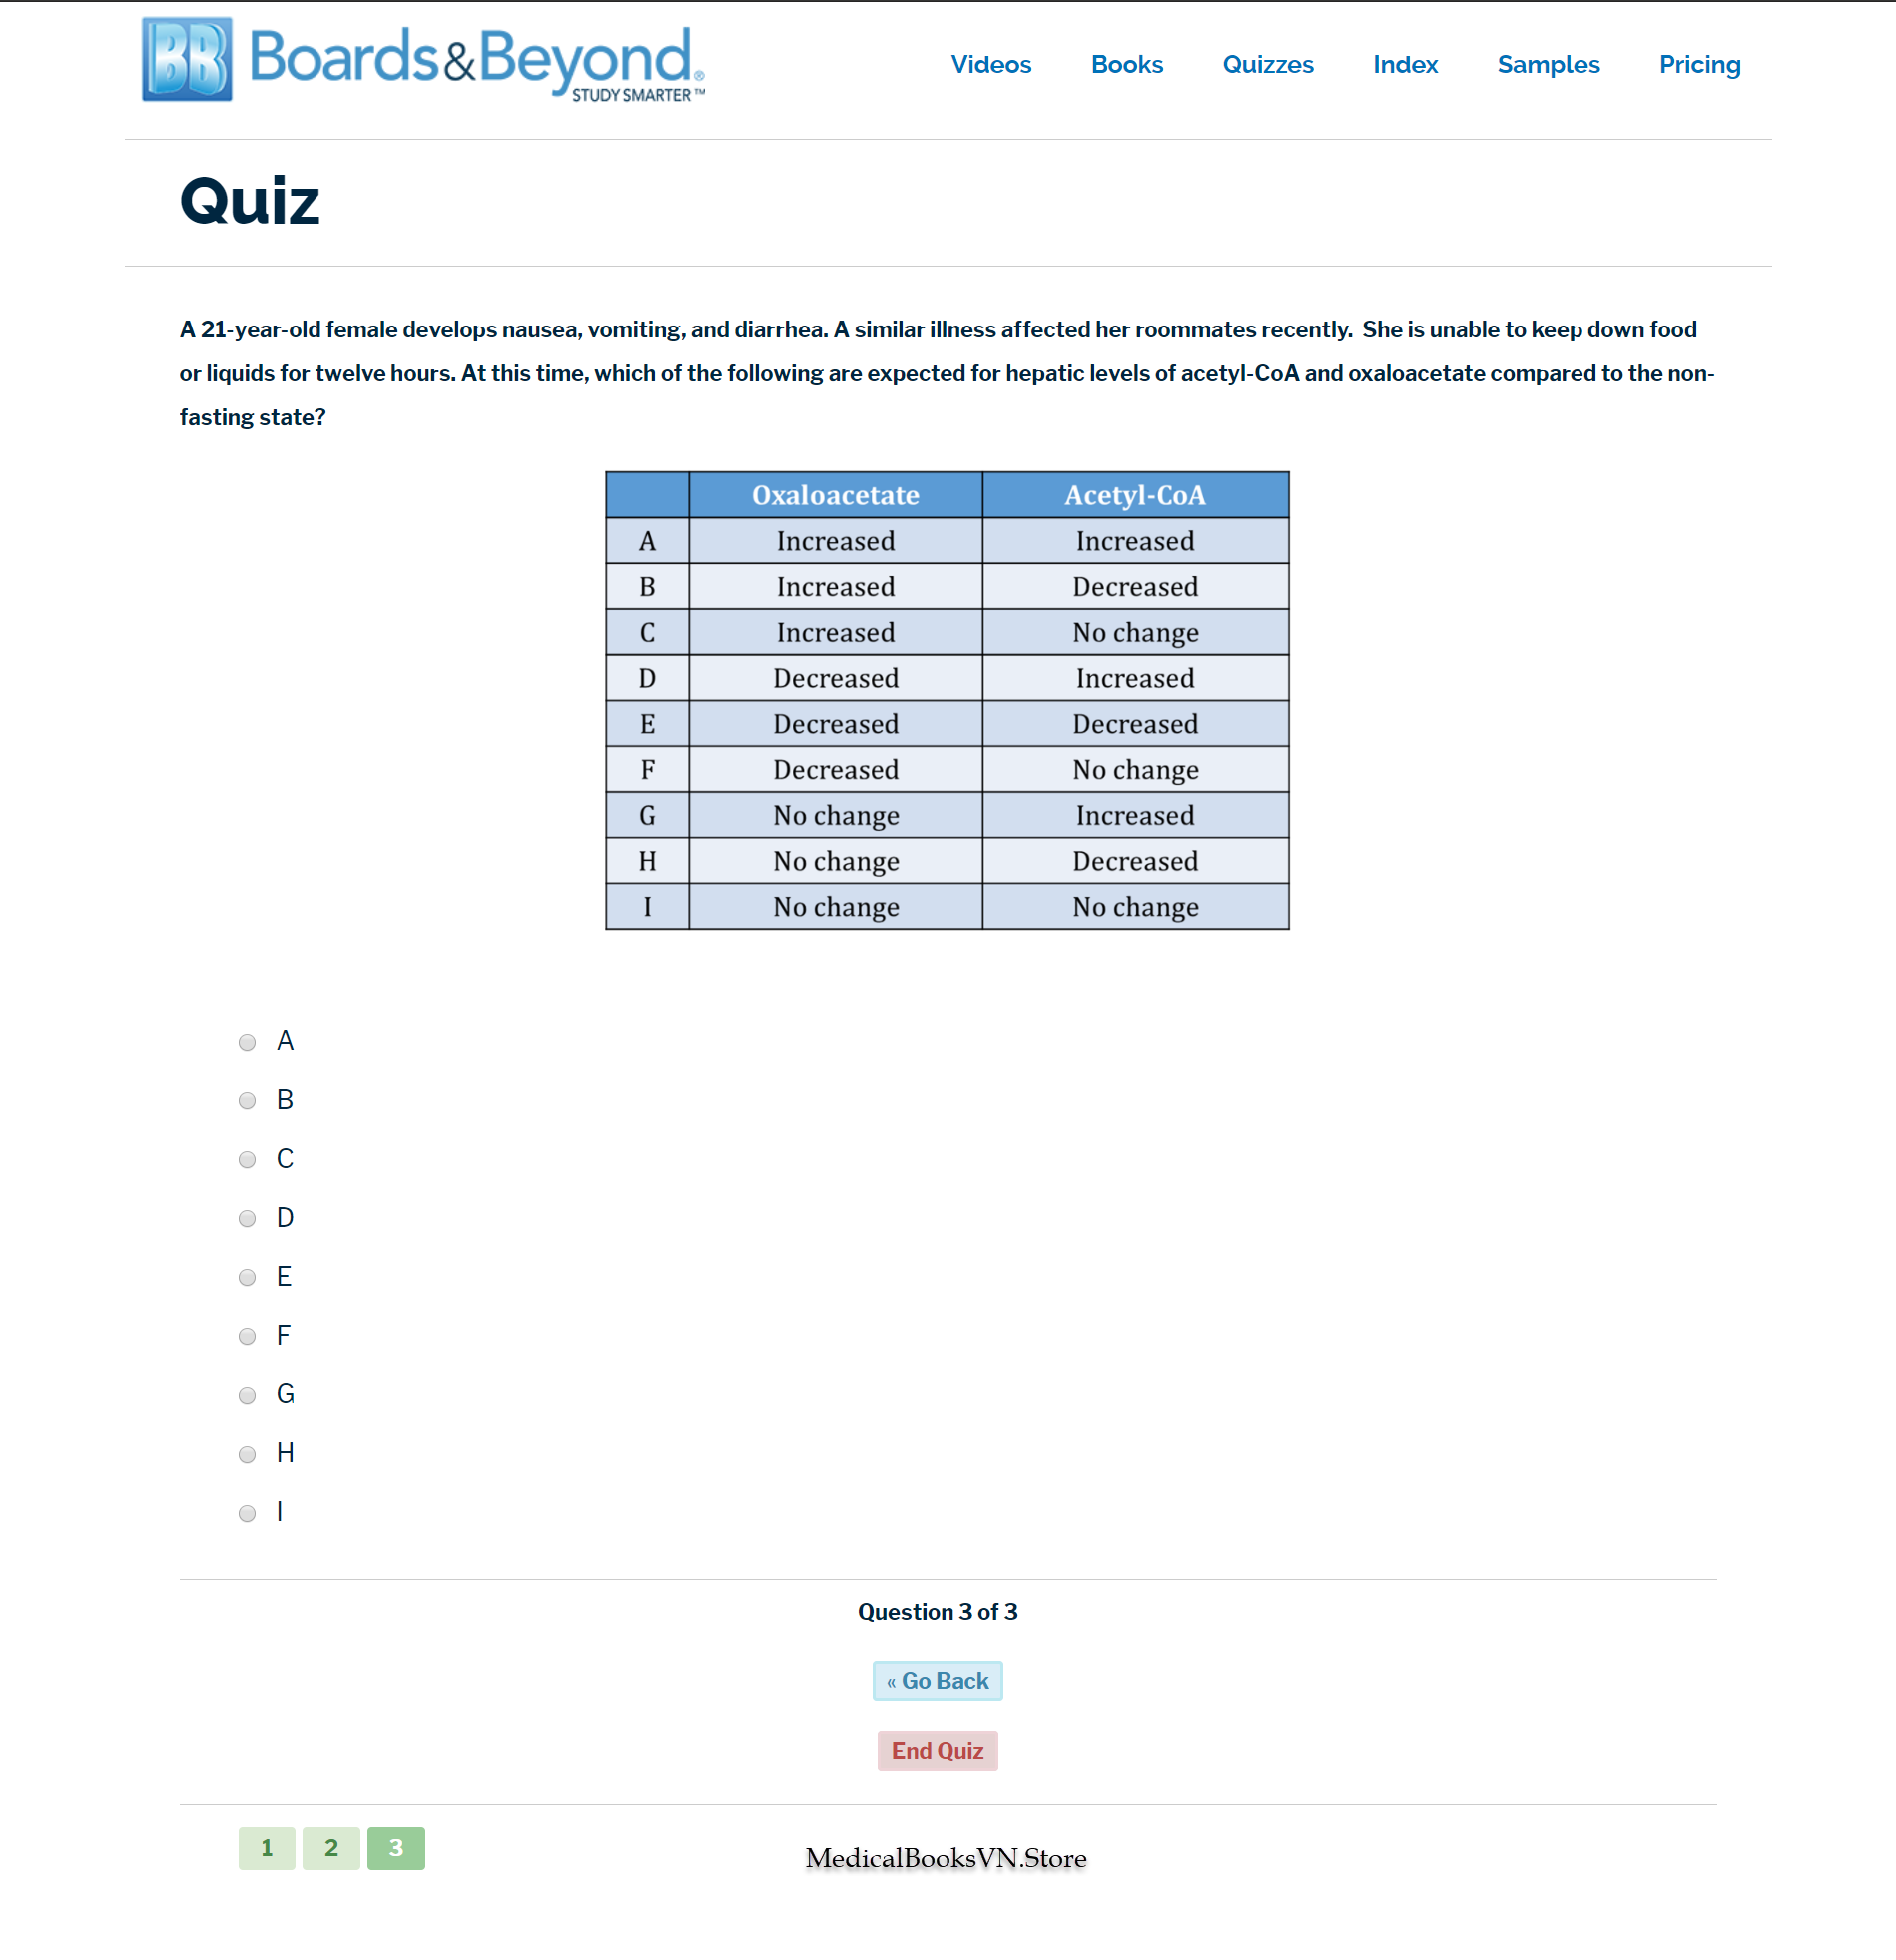 BB Boards&Beyond®
STUDY SMARTER™
Videos Books Quizzes Index Samples Pricing
Quiz
A 21-year-old female develops nausea, vomiting, and diarrhea. A similar illness affected her roommates recently.  She is unable to keep down food
or liquids for twelve hours. At this time, which of the following are expected for hepatic levels of acetyl-CoA and oxaloacetate compared to the non-
fasting state?
Oxaloacetate Acetyl-CoA
A Increased Increased
B Increased Decreased
C Increased No change
D Decreased Increased
E Decreased Decreased
F Decreased No change
G No change Increased
H No change Decreased
I No change No change
A
B
C
D
E
F
G
H
I
Question 3 of 3
« Go Back
End Quiz
1 2 3
MedicalBooksVN.Store